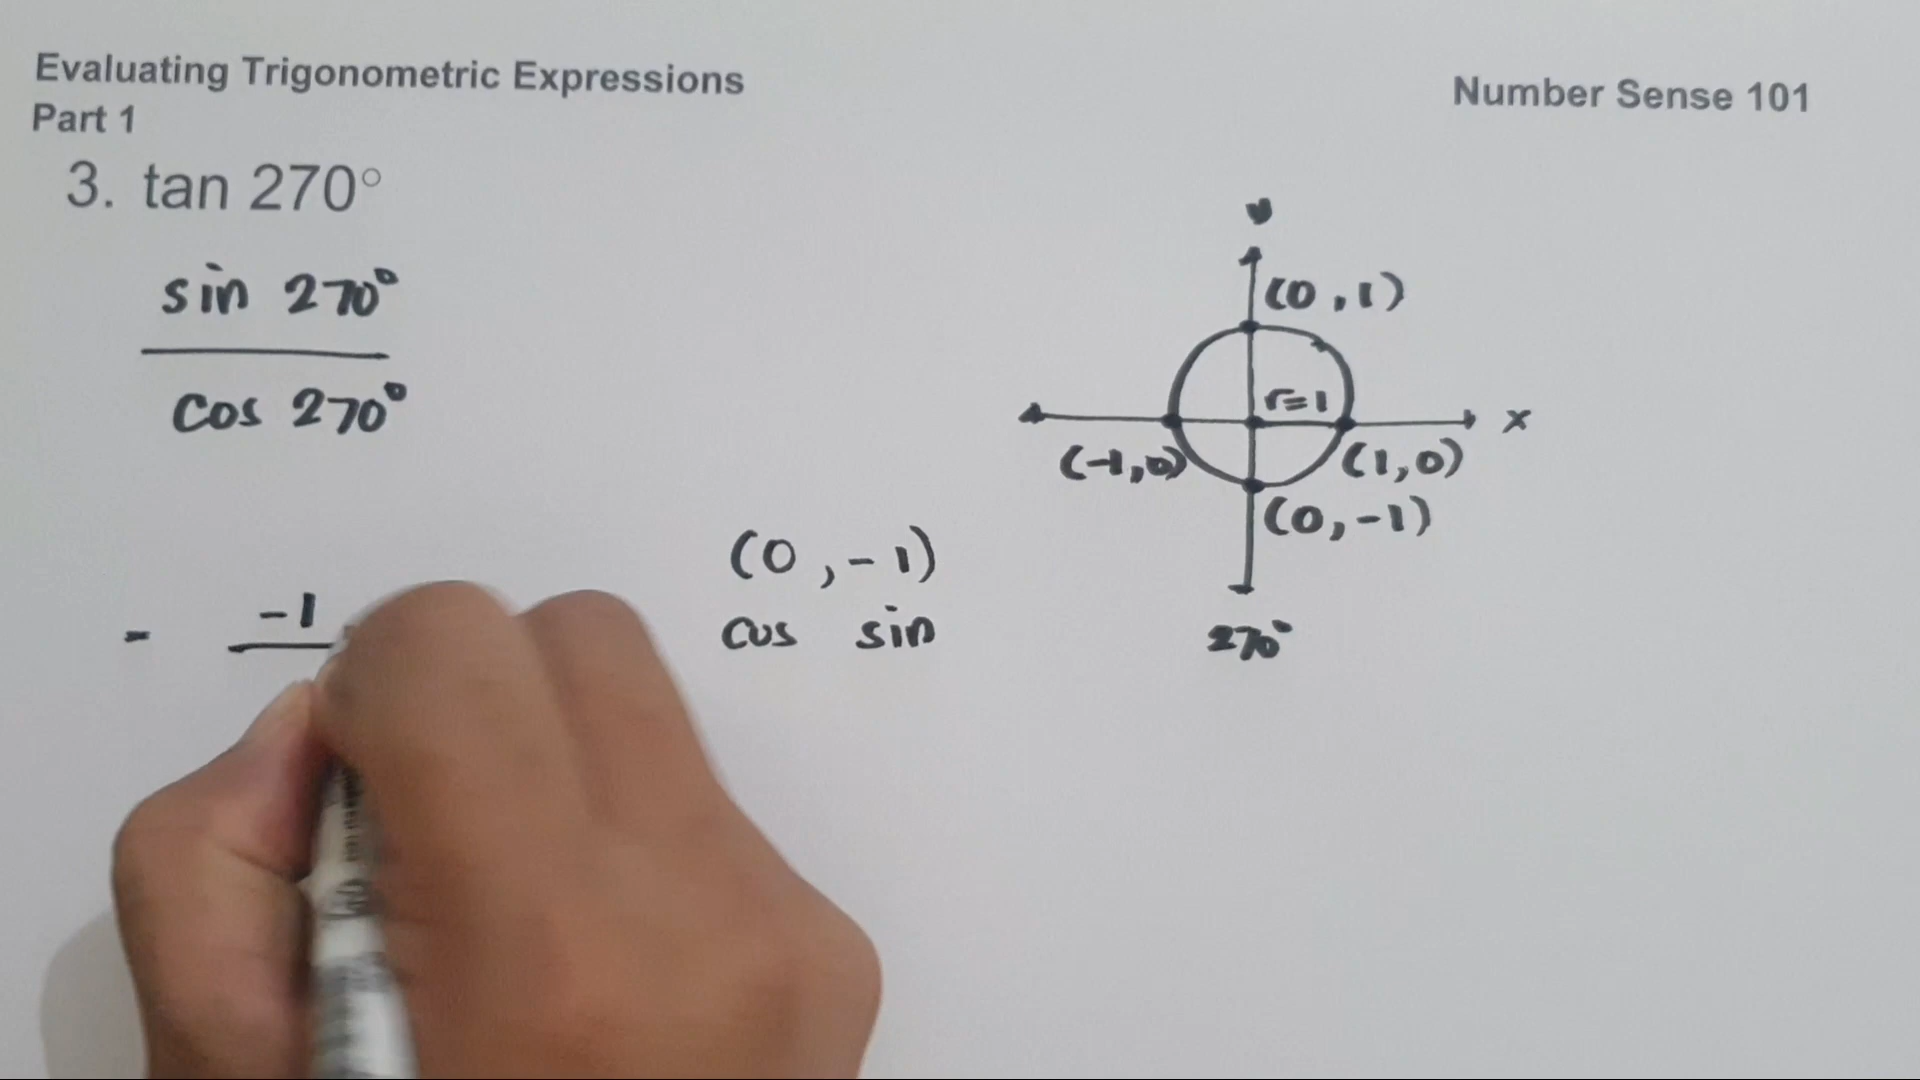 Evaluating Trigonometric Expressions
Part 1
Number Sense 101
3. tan 270°
sin 270°
cos 270°
- -1
(0, -1)
cos sin
(0, 1)
r=1
x
(-1, 0)
(1, 0)
(0, -1)
270°